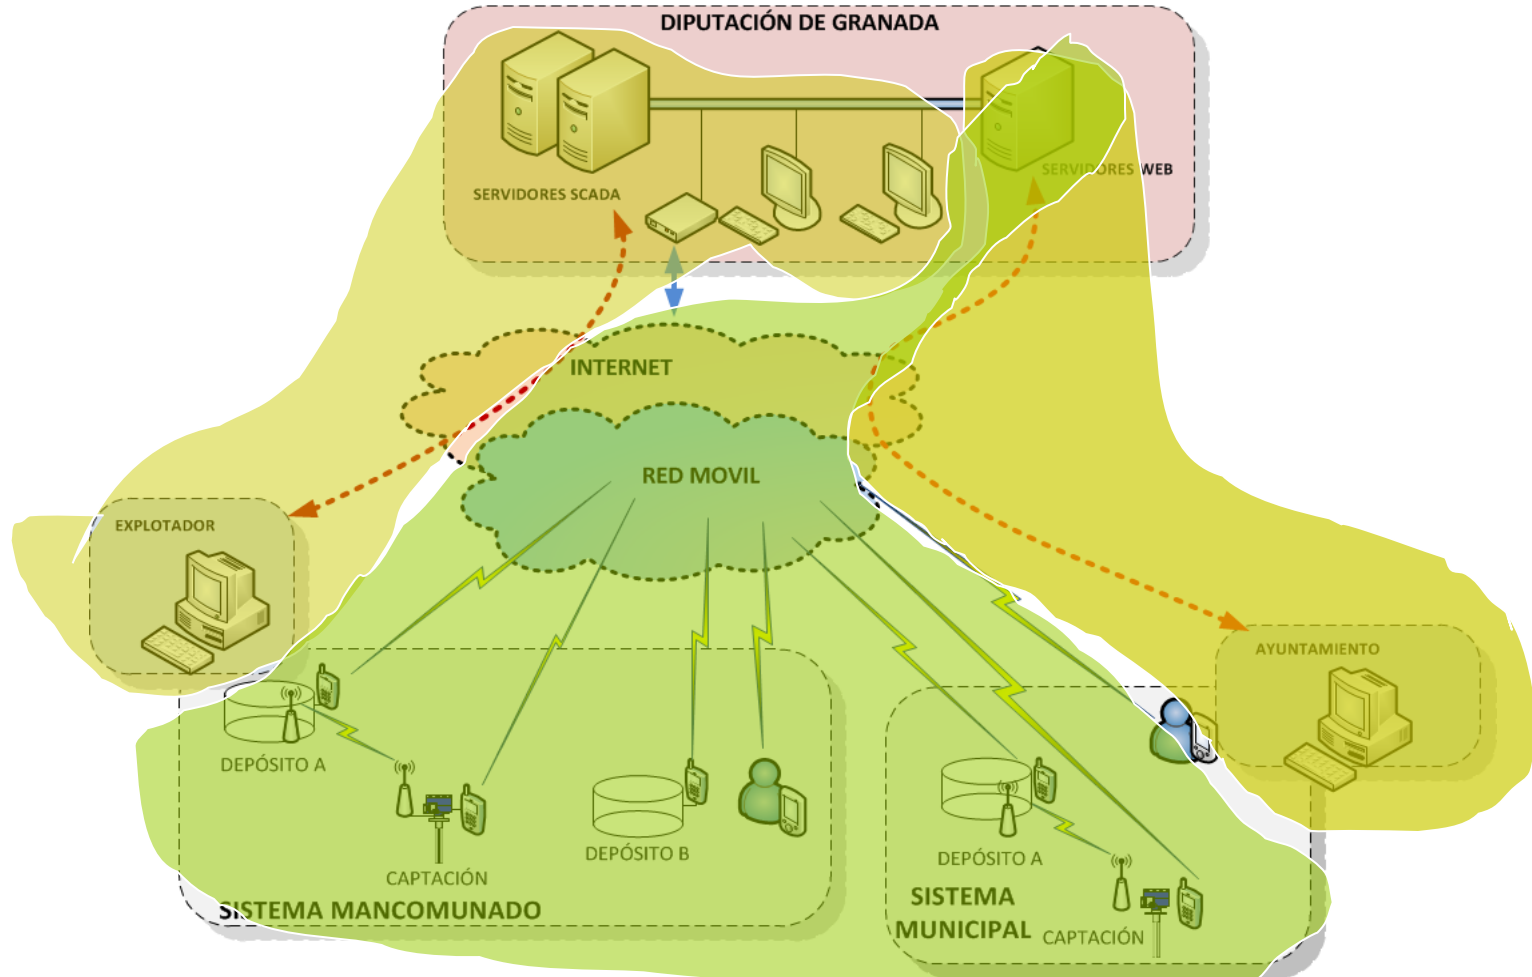 DIPUTACIÓN DE GRANADA
SERVIDORES SCADA
SERVIDORES WEB
INTERNET
RED MOVIL
EXPLOTADOR
AYUNTAMIENTO
DEPÓSITO A
CAPTACIÓN
DEPÓSITO B
SISTEMA MANCOMUNADO
DEPÓSITO A
SISTEMA
MUNICIPAL
CAPTACIÓN